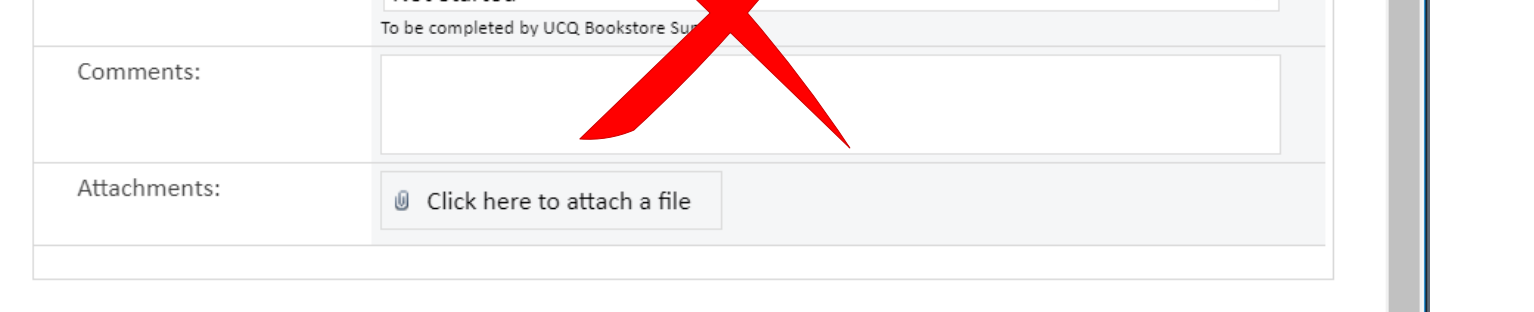 To be completed by UCQ Bookstore
Comments:
Attachments:
Click here to attach a file